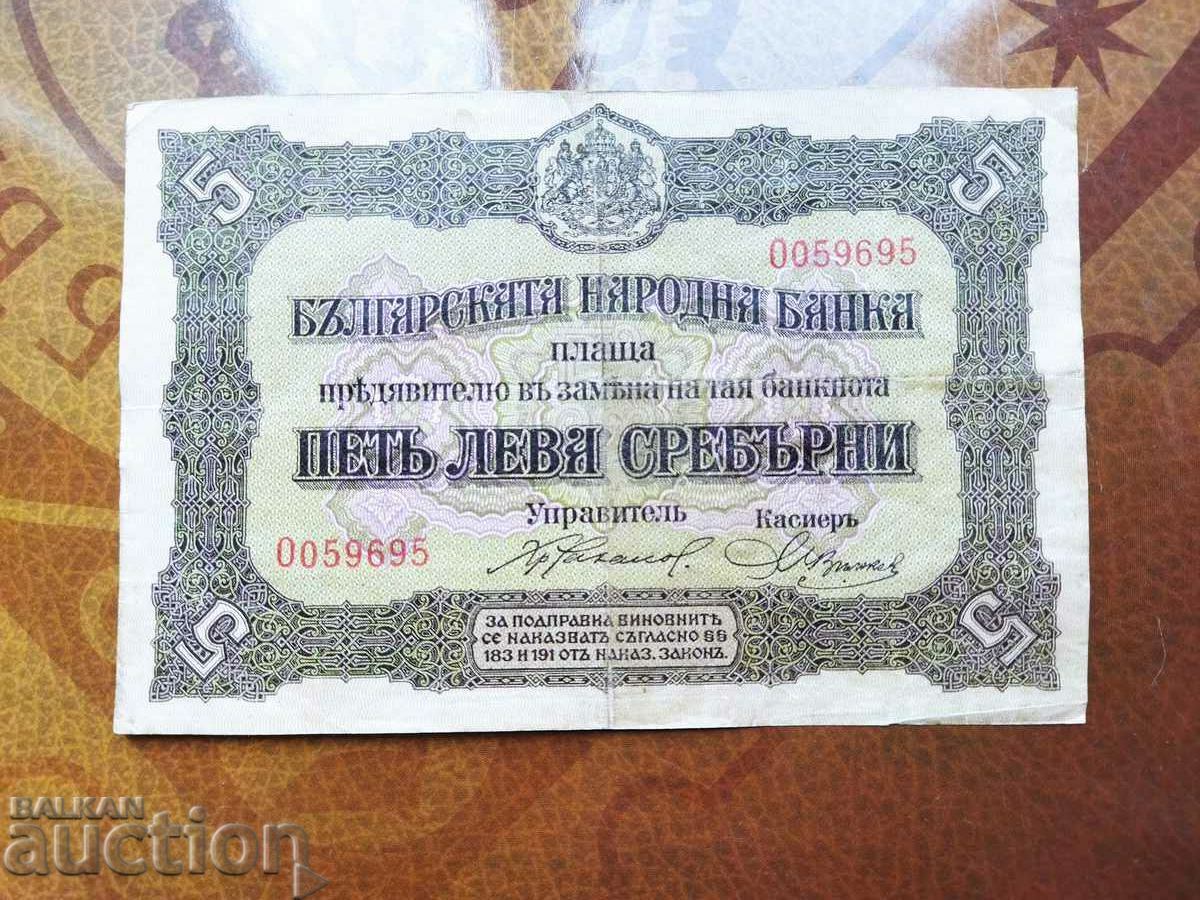 5 5
0059695
БЪЛГАРСКАТА НАРОДНА БАНКА
ПЛАЩА
прѣдявителю въ замѣна на тая банкнота
ПЕТЬ ЛЕВА СРЕБЪРНИ
Управитель Касиеръ
0059695
5 5
ЗА ПОДПРАВКА ВИНОВНИТѢ
СЕ НАКАЗВАТЪ СЪГЛАСНО §§
183 И 191 ОТЪ НАКАЗ. ЗАКОНЪ.
BALKAN
auction